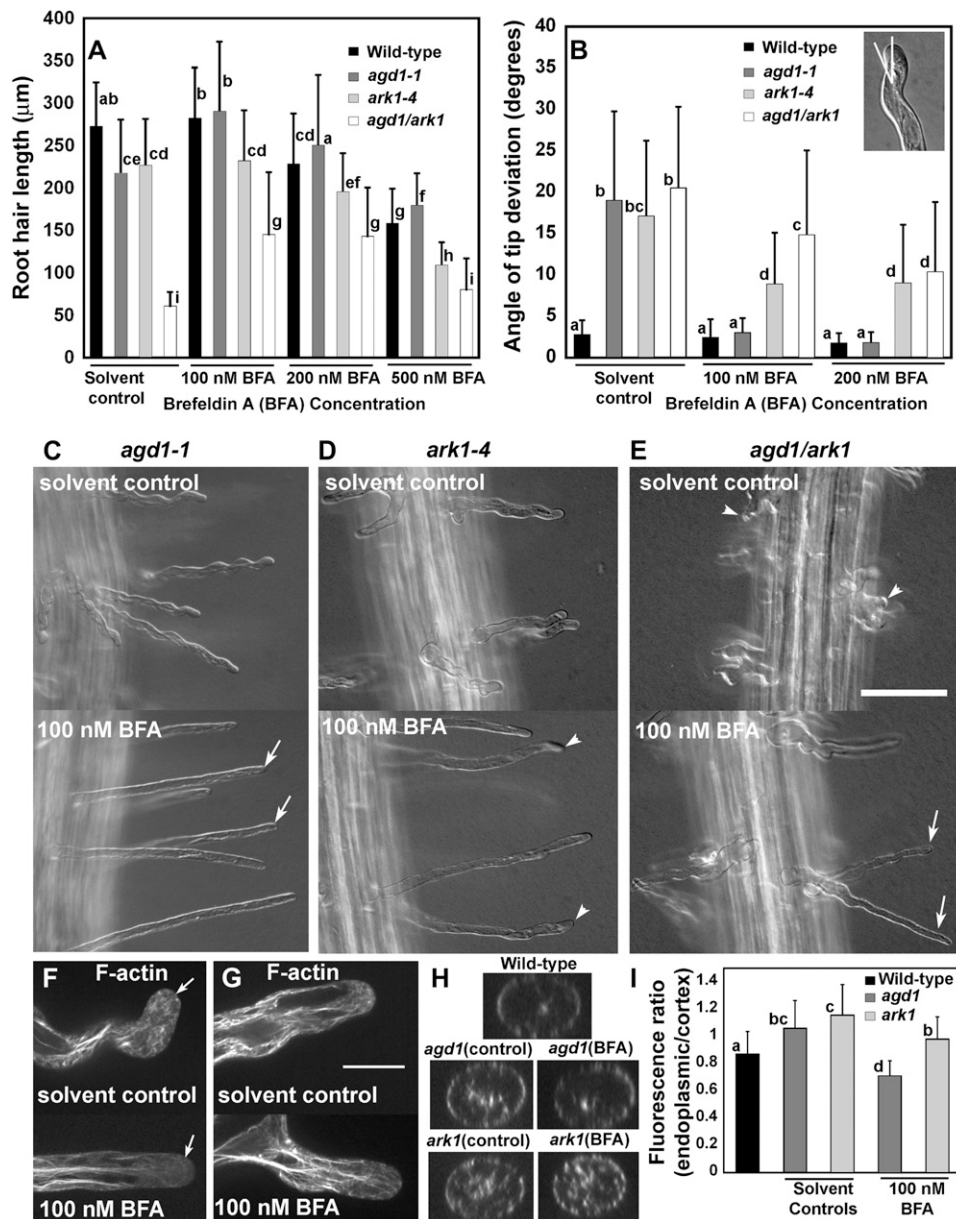 A
Root hair length (μm)
400
350
300
250
200
150
100
50
0
Wild-type
agd1-1
ark1-4
agd1/ark1
ab
ce
cd
i
b
b
cd
g
cd
a
ef
g
g
f
h
i
Solvent control
100 nM BFA
200 nM BFA
500 nM BFA
Brefeldin A (BFA) Concentration
B
Angle of tip deviation (degrees)
40
35
30
25
20
15
10
5
0
Wild-type
agd1-1
ark1-4
agd1/ark1
a
b
bc
b
a
a
d
c
a
a
d
d
Solvent control
100 nM BFA
200 nM BFA
Brefeldin A (BFA) Concentration
C
agd1-1
solvent control
100 nM BFA
D
ark1-4
solvent control
100 nM BFA
E
agd1/ark1
solvent control
100 nM BFA
F
F-actin
solvent control
100 nM BFA
G
F-actin
solvent control
100 nM BFA
H
Wild-type
agd1(control)
agd1(BFA)
ark1(control)
ark1(BFA)
I
Fluorescence ratio
(endoplasmic/cortex)
1.4
1.2
1
0.8
0.6
0.4
0.2
0
Wild-type
agd1
ark1
a
bc
c
d
b
Solvent
Controls
100 nM
BFA